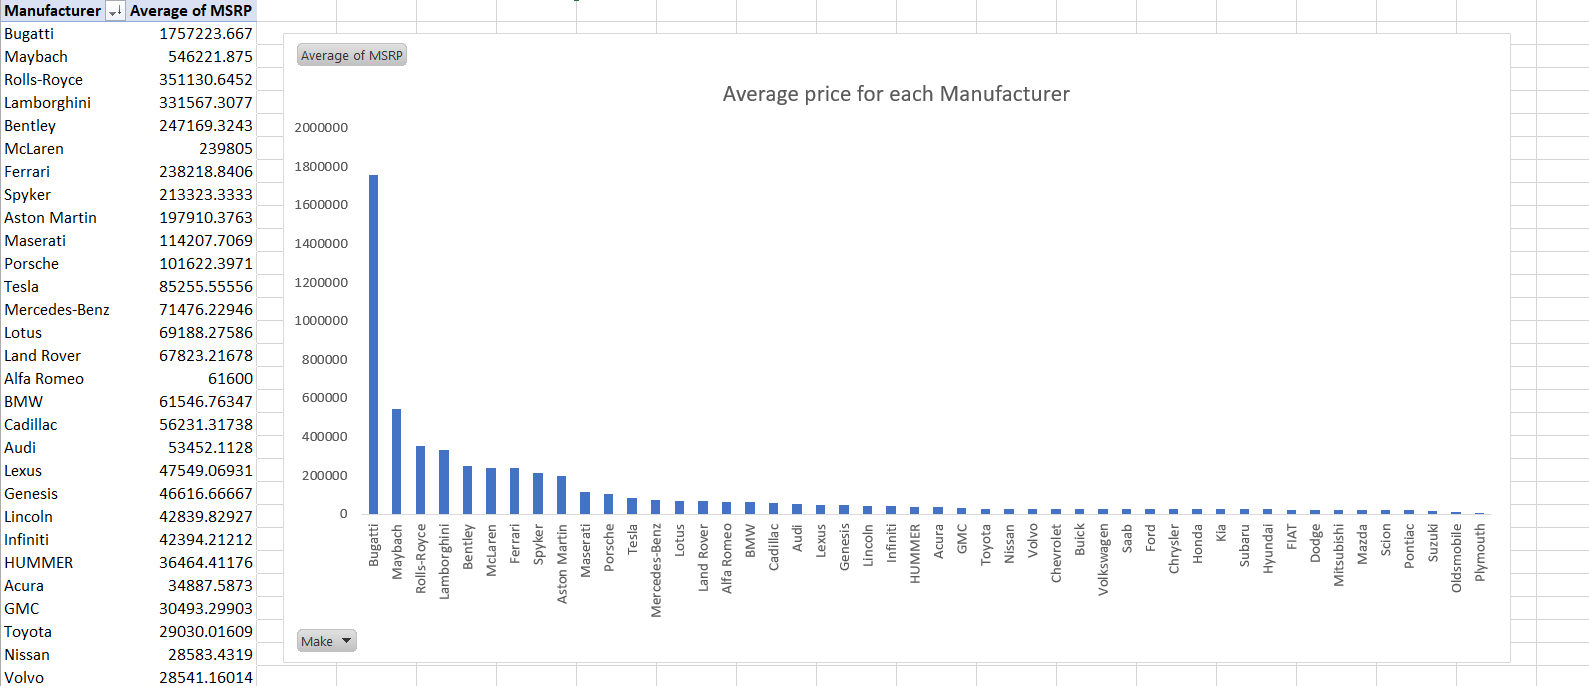 Manufacturer Average of MSRP
Bugatti 1757223.667
Maybach 546221.875
Rolls-Royce 351130.6452
Lamborghini 331567.3077
Bentley 247169.3243
McLaren 239805
Ferrari 238218.8406
Spyker 213323.3333
Aston Martin 197910.3763
Maserati 114207.7069
Porsche 101622.3971
Tesla 85255.55556
Mercedes-Benz 71476.22946
Lotus 69188.27586
Land Rover 67823.21678
Alfa Romeo 61600
BMW 61546.76347
Cadillac 56231.31738
Audi 53452.1128
Lexus 47549.06931
Genesis 46616.66667
Lincoln 42839.82927
Infiniti 42394.21212
HUMMER 36464.41176
Acura 34887.5873
GMC 30493.29903
Toyota 29030.01609
Nissan 28583.4319
Volvo 28541.16014
Average of MSRP
Average price for each Manufacturer
2000000
1800000
1600000
1400000
1200000
1000000
800000
600000
400000
200000
0
Bugatti
Maybach
Rolls-Royce
Lamborghini
Bentley
McLaren
Ferrari
Spyker
Aston Martin
Maserati
Porsche
Tesla
Mercedes-Benz
Lotus
Land Rover
Alfa Romeo
BMW
Cadillac
Audi
Lexus
Genesis
Lincoln
Infiniti
HUMMER
Acura
GMC
Toyota
Nissan
Volvo
Chevrolet
Buick
Volkswagen
Saab
Ford
Chrysler
Honda
Kia
Subaru
Hyundai
FIAT
Dodge
Mitsubishi
Mazda
Scion
Pontiac
Suzuki
Oldsmobile
Plymouth
Make